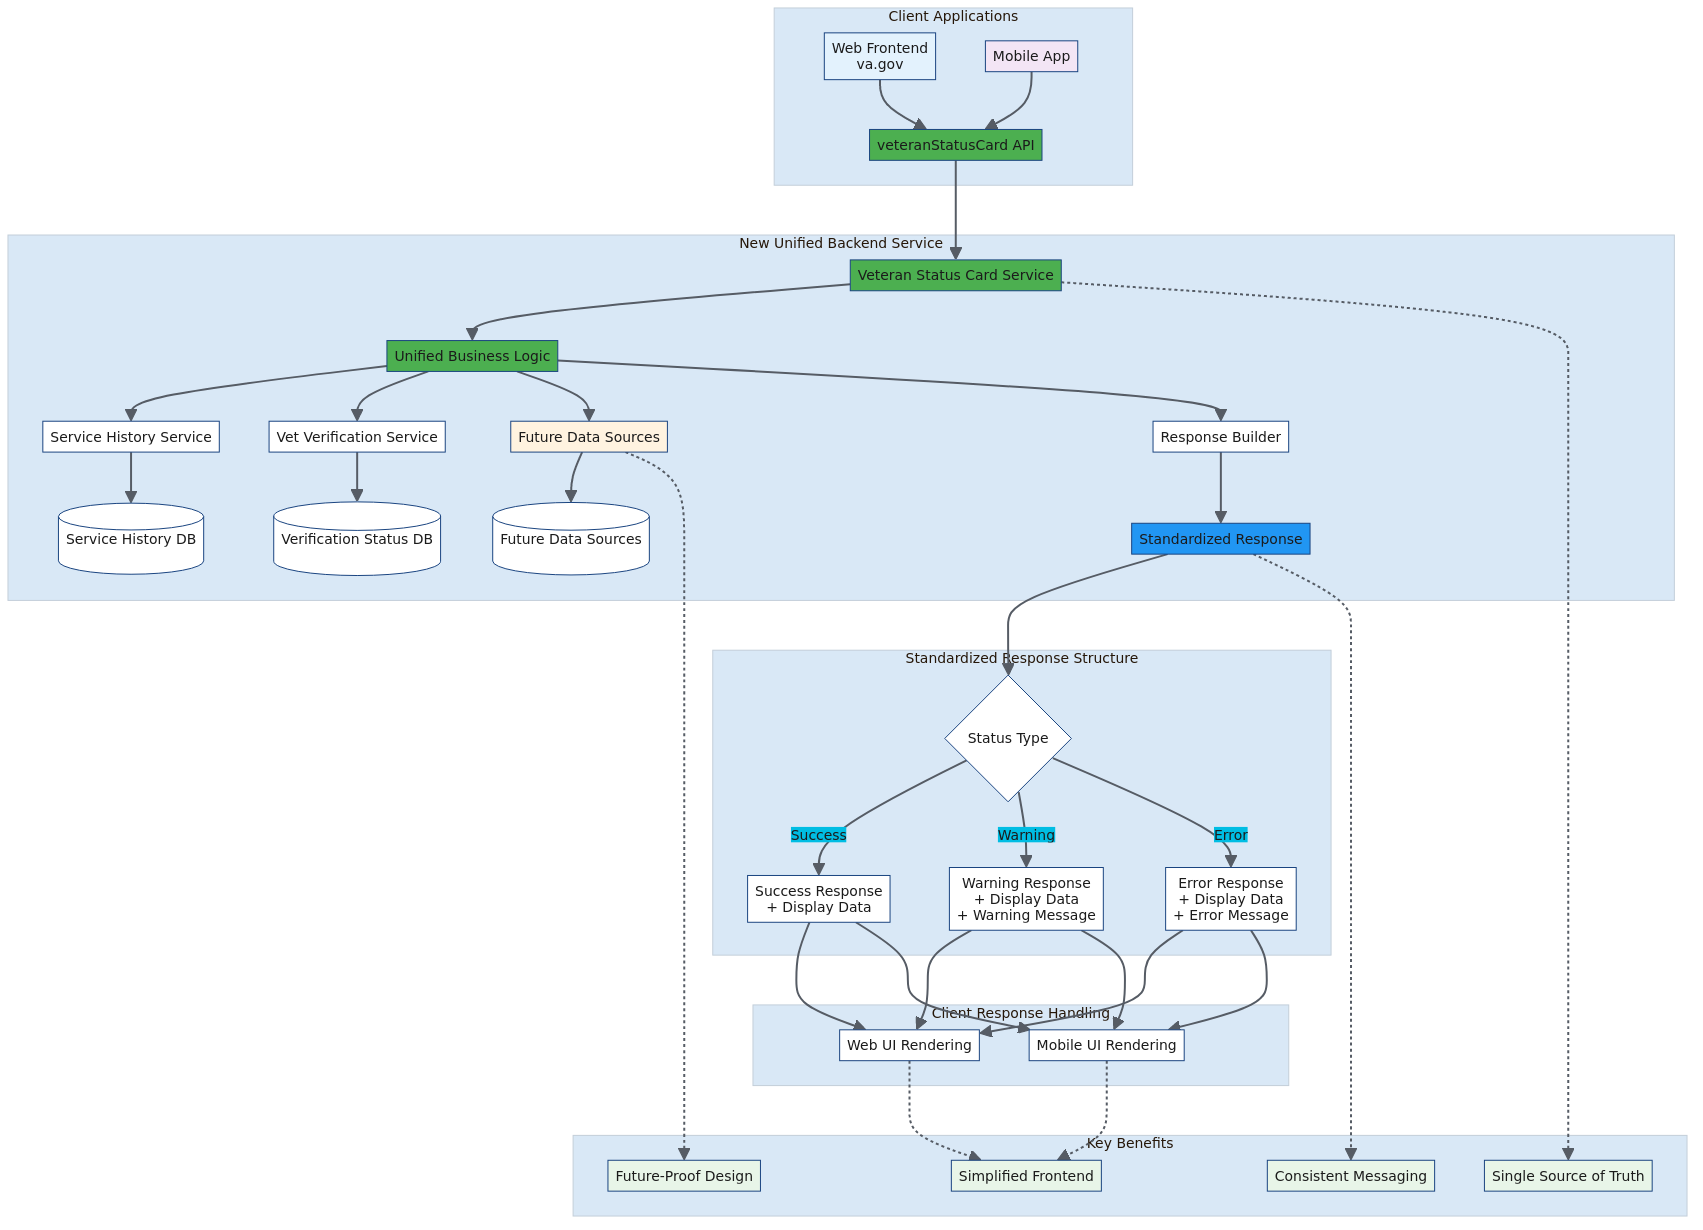 Client Applications
Web Frontend
va.gov
Mobile App
veteranStatusCard API
New Unified Backend Service
Veteran Status Card Service
Unified Business Logic
Service History Service
Vet Verification Service
Future Data Sources
Response Builder
Service History DB
Verification Status DB
Future Data Sources
Standardized Response
Standardized Response Structure
Status Type
Success
Warning
Error
Success Response
+ Display Data
Warning Response
+ Display Data
+ Warning Message
Error Response
+ Display Data
+ Error Message
Client Response Handling
Web UI Rendering
Mobile UI Rendering
Key Benefits
Future-Proof Design
Simplified Frontend
Consistent Messaging
Single Source of Truth